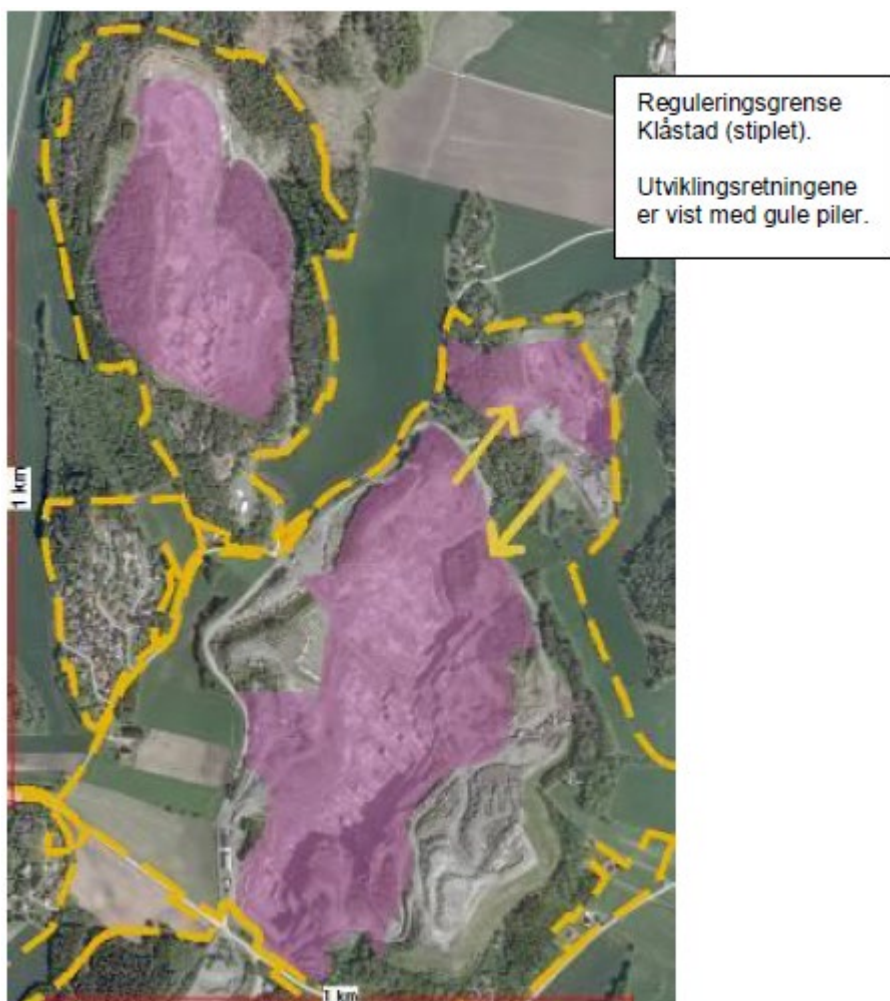 Reguleringsgrense
Klåstad (stiplet).
Utviklingsretningene
er vist med gule piler.
1 km
1 km